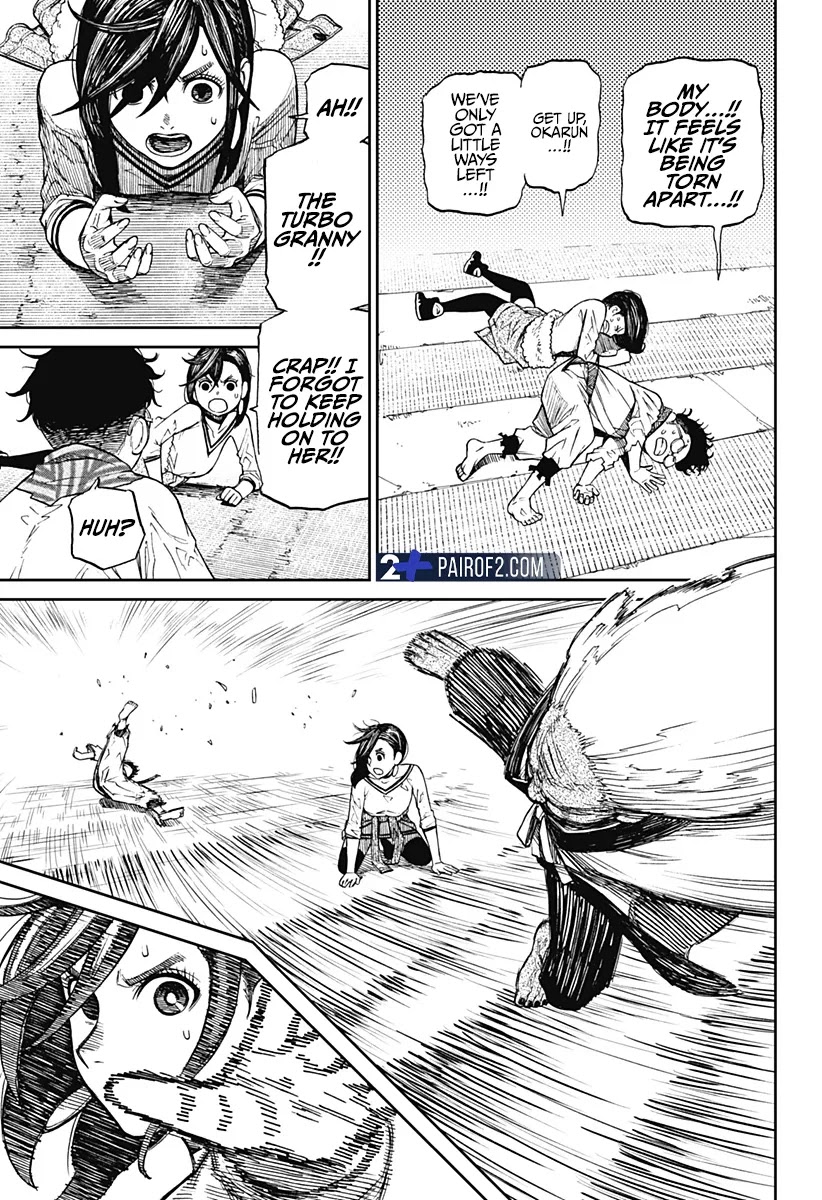 MY
BODY...!!
IT FEELS
LIKE IT'S
BEING
TORN
APART...!!
GET UP,
OKARUN
...!!
WE'VE
ONLY
GOT A
LITTLE
WAYS
LEFT
...!!
AH!!
THE
TURBO
GRANNY
!!
CRAP!! I
FORGOT
TO KEEP
HOLDING
ON TO
HER!!
HUH?
2+ PAIROF2.COM